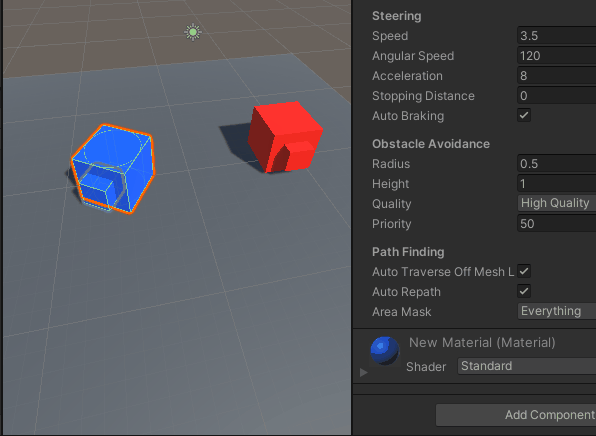 Steering
Speed 3.5
Angular Speed 120
Acceleration 8
Stopping Distance 0
Auto Braking
Obstacle Avoidance
Radius 0.5
Height 1
Quality High Quality
Priority 50
Path Finding
Auto Traverse Off Mesh L
Auto Repath
Area Mask Everything
New Material (Material)
Shader Standard
Add Component